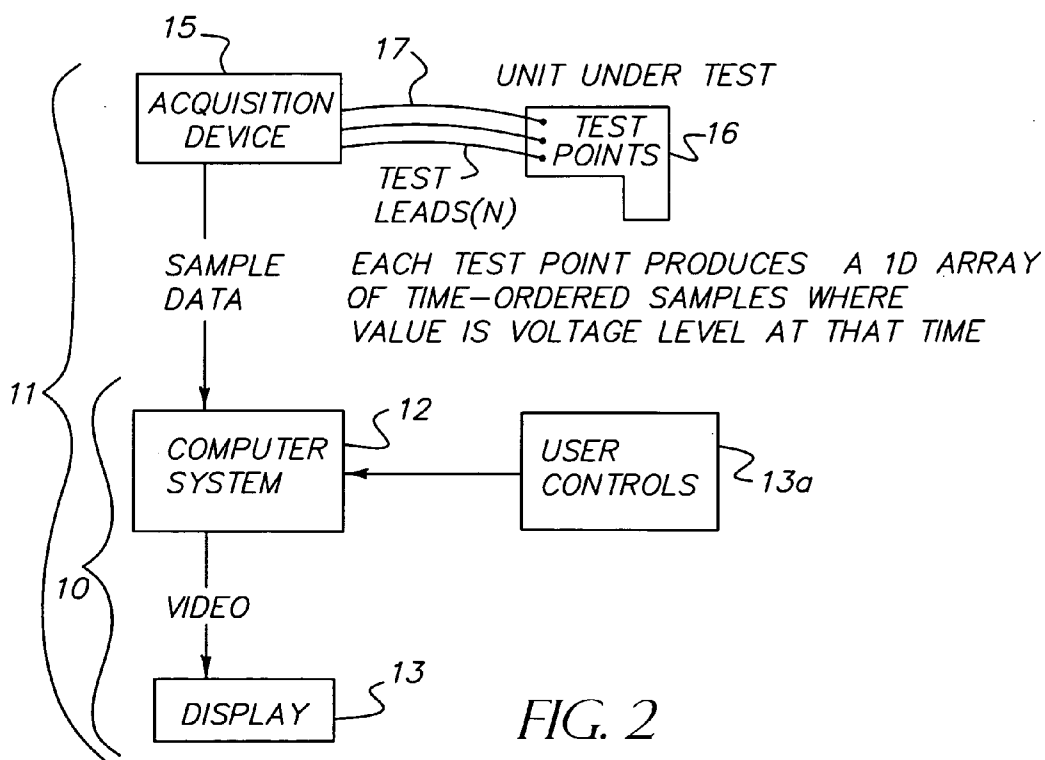 15
17
UNIT UNDER TEST
ACQUISITION
DEVICE
TEST
POINTS
16
TEST
LEADS(N)
SAMPLE
DATA
EACH TEST POINT PRODUCES A 1D ARRAY
OF TIME-ORDERED SAMPLES WHERE
VALUE IS VOLTAGE LEVEL AT THAT TIME
11
12
COMPUTER
SYSTEM
USER
CONTROLS
13a
10
VIDEO
13
DISPLAY
FIG. 2